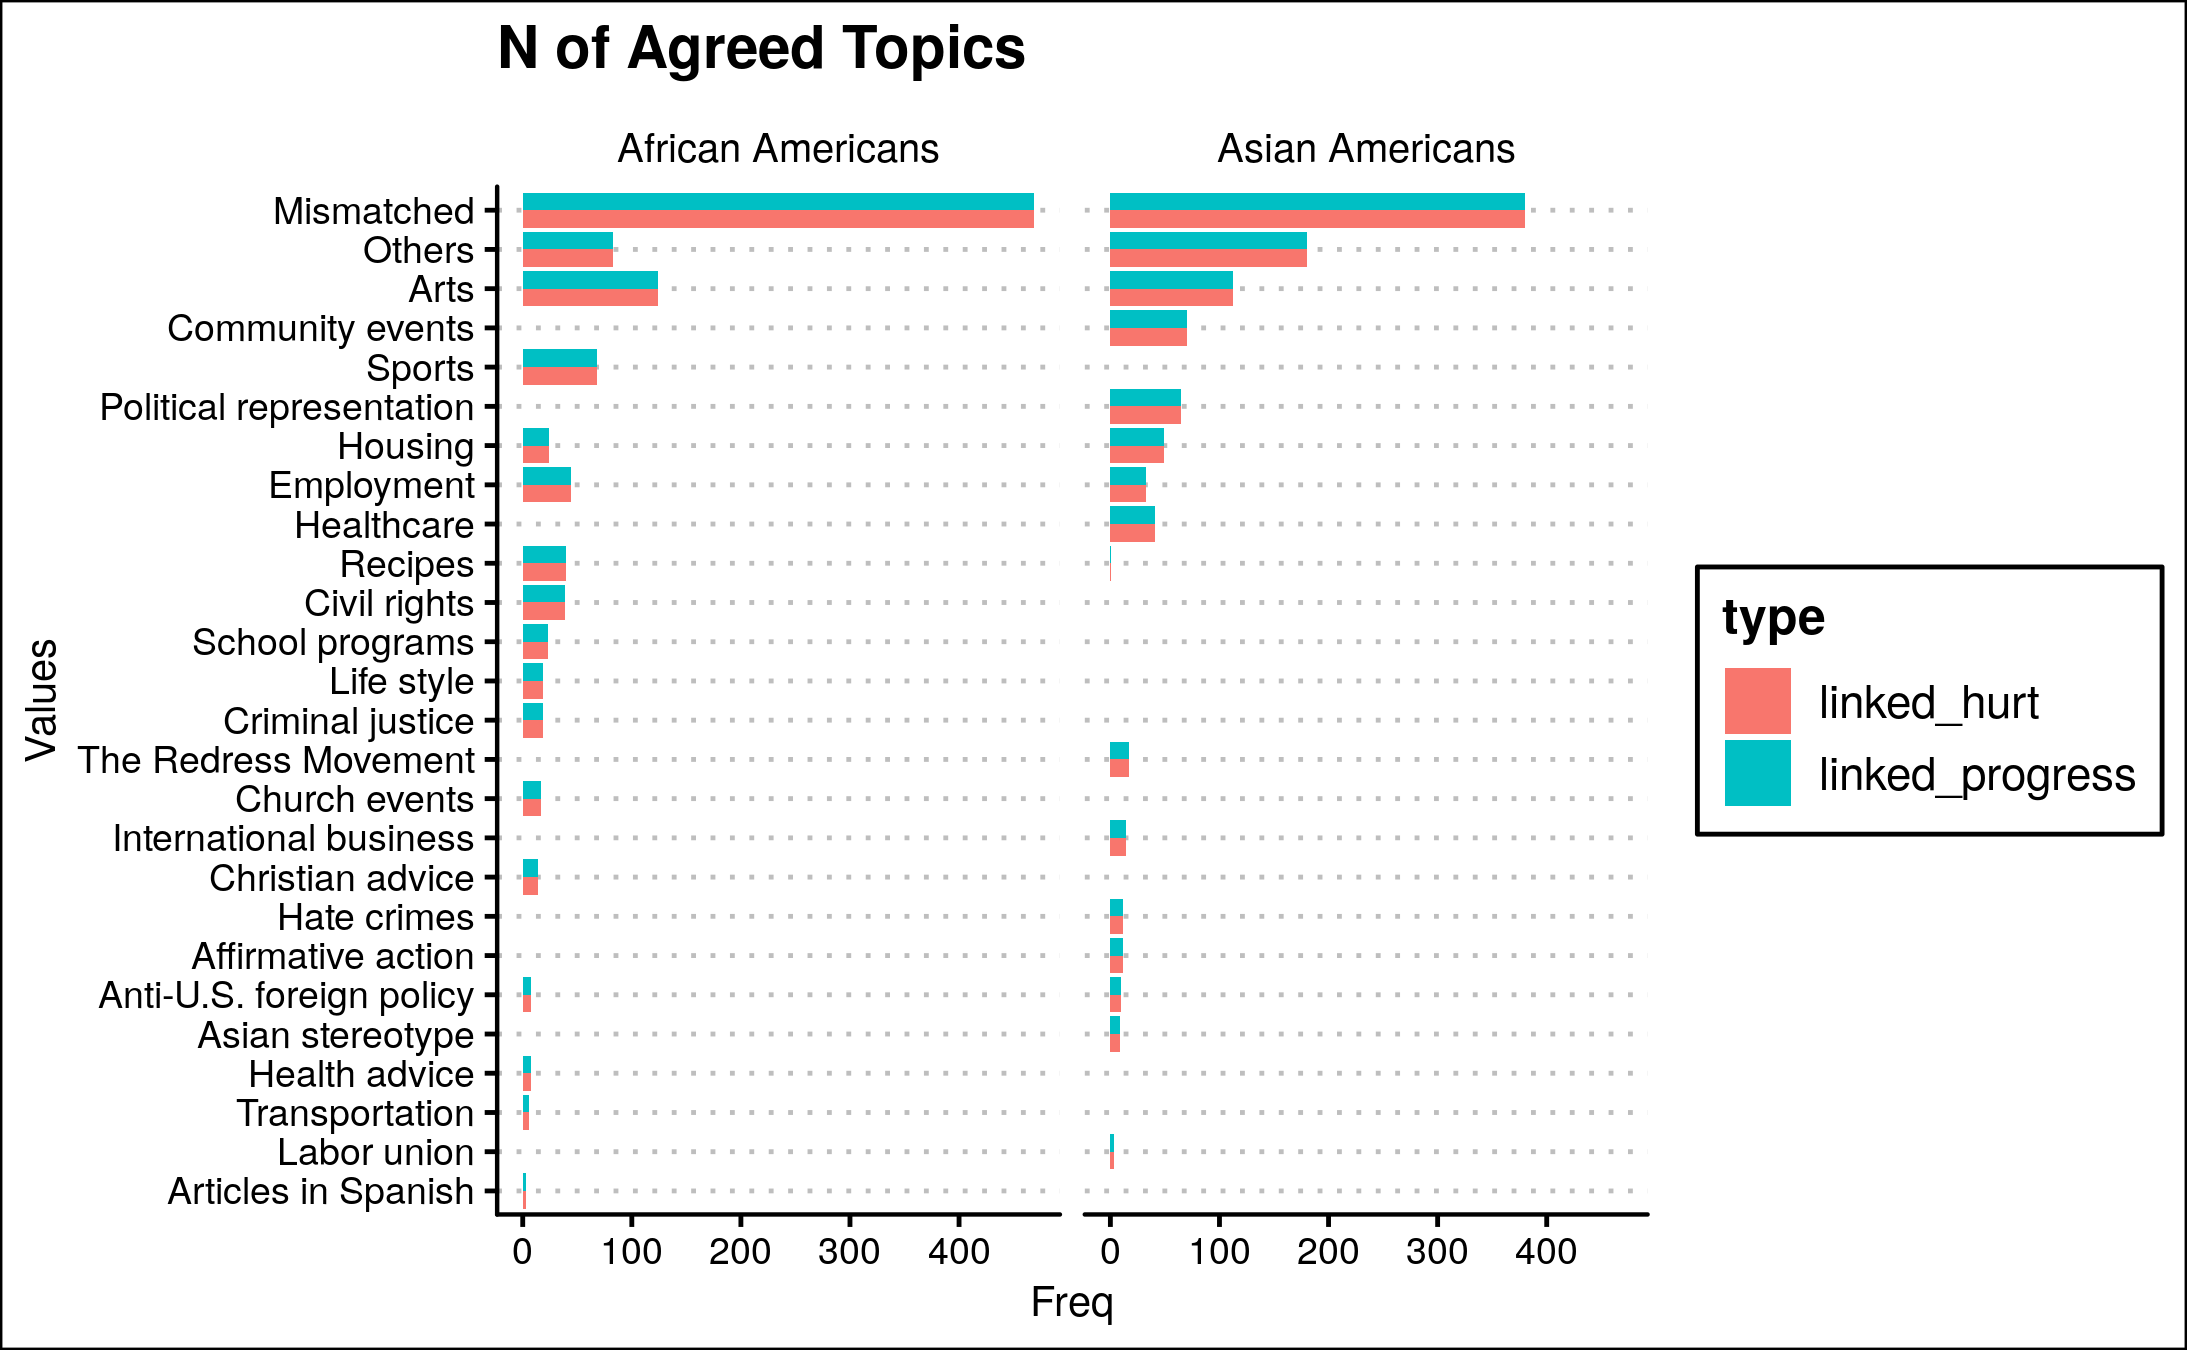 N of Agreed Topics
African Americans
Asian Americans
Mismatched
Others
Arts
Community events
Sports
Political representation
Housing
Employment
Healthcare
Recipes
Civil rights
School programs
Life style
Criminal justice
The Redress Movement
Church events
International business
Christian advice
Hate crimes
Affirmative action
Anti-U.S. foreign policy
Asian stereotype
Health advice
Transportation
Labor union
Articles in Spanish
Values
0 100 200 300 400
0 100 200 300 400
Freq
type
linked_hurt
linked_progress